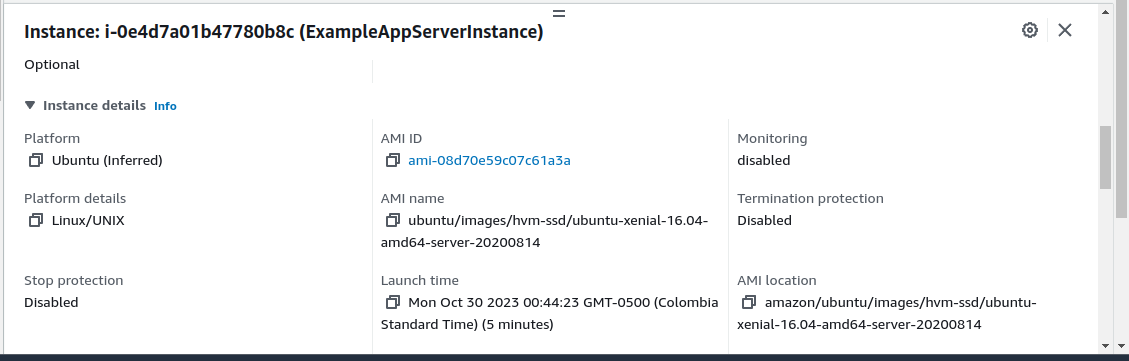 Instance: i-0e4d7a01b47780b8c (ExampleAppServerInstance)
Optional
Instance details Info
Platform
Ubuntu (Inferred)
AMI ID
ami-08d70e59c07c61a3a
Monitoring
disabled
Platform details
Linux/UNIX
AMI name
ubuntu/images/hvm-ssd/ubuntu-xenial-16.04-
amd64-server-20200814
Termination protection
Disabled
Stop protection
Disabled
Launch time
Mon Oct 30 2023 00:44:23 GMT-0500 (Colombia
Standard Time) (5 minutes)
AMI location
amazon/ubuntu/images/hvm-ssd/ubuntu-
xenial-16.04-amd64-server-20200814